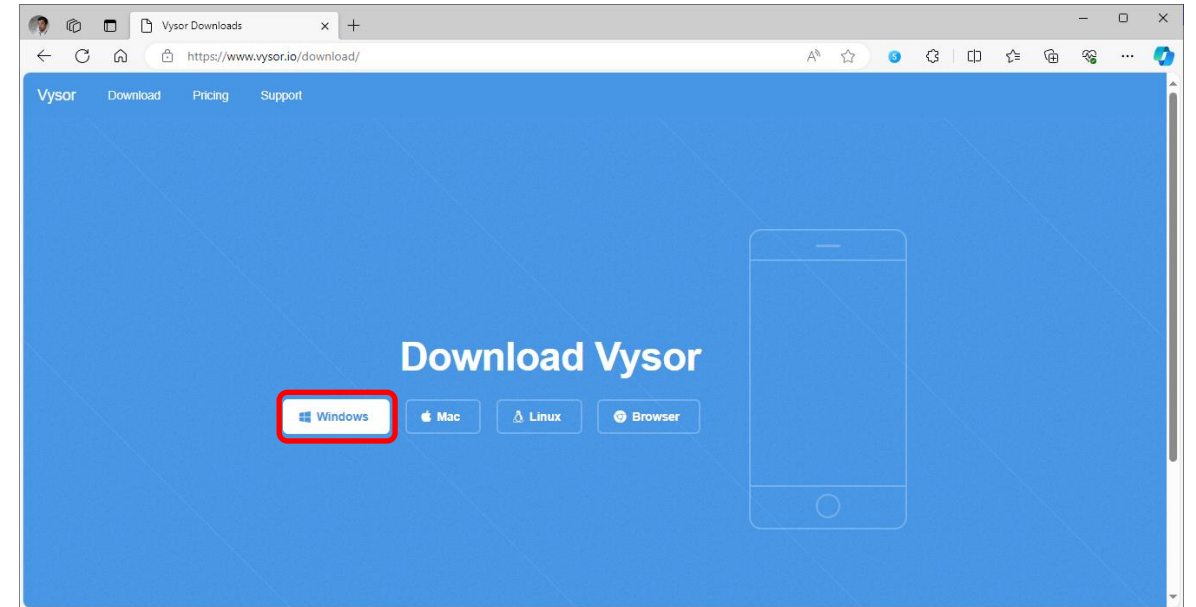 Vysor Downloads
https://www.vysor.io/download/
Vysor Download Pricing Support
Download Vysor
Windows Mac Linux Browser